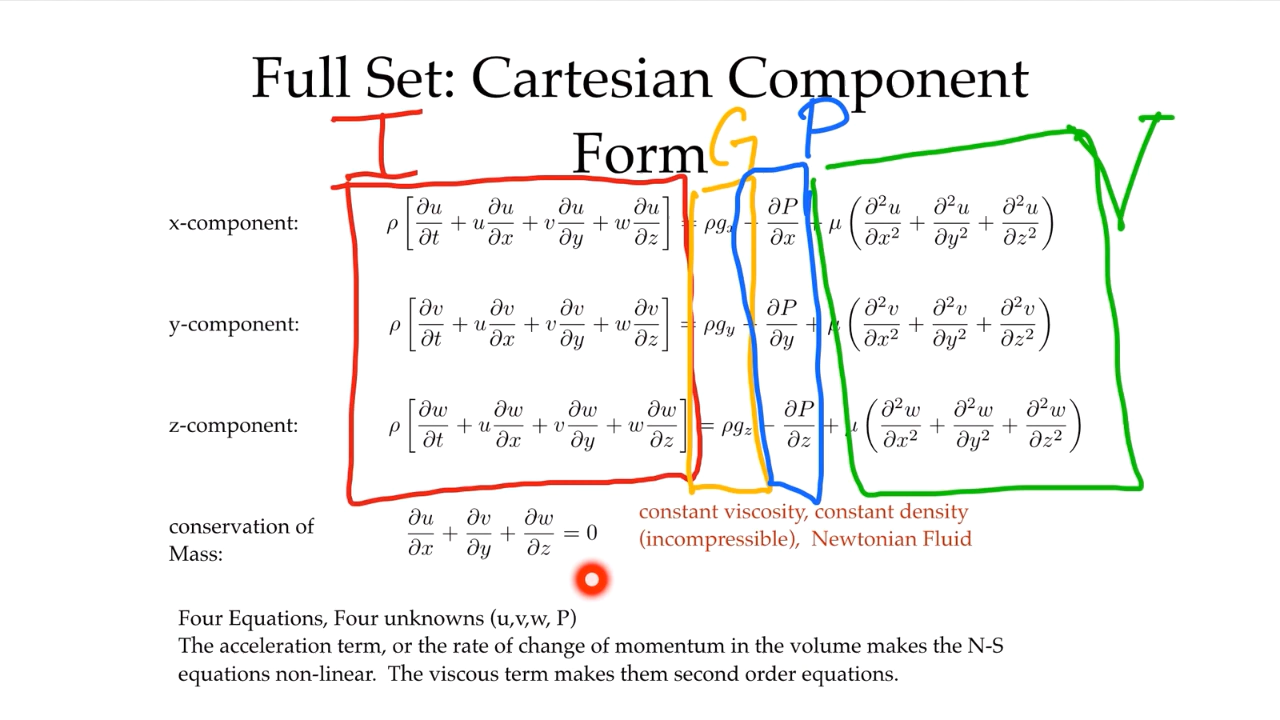 Full Set: Cartesian Component
Form
I G P V
x-component: ρ [∂u/∂t + u ∂u/∂x + v ∂u/∂y + w ∂u/∂z] = ρgₓ − ∂P/∂x + μ (∂²u/∂x² + ∂²u/∂y² + ∂²u/∂z²)
y-component: ρ [∂v/∂t + u ∂v/∂x + v ∂v/∂y + w ∂v/∂z] = ρg_y − ∂P/∂y + μ (∂²v/∂x² + ∂²v/∂y² + ∂²v/∂z²)
z-component: ρ [∂w/∂t + u ∂w/∂x + v ∂w/∂y + w ∂w/∂z] = ρg_z − ∂P/∂z + μ (∂²w/∂x² + ∂²w/∂y² + ∂²w/∂z²)
conservation of
Mass:
∂u/∂x + ∂v/∂y + ∂w/∂z = 0
constant viscosity, constant density
(incompressible), Newtonian Fluid
Four Equations, Four unknowns (u,v,w, P)
The acceleration term, or the rate of change of momentum in the volume makes the N-S
equations non-linear. The viscous term makes them second order equations.